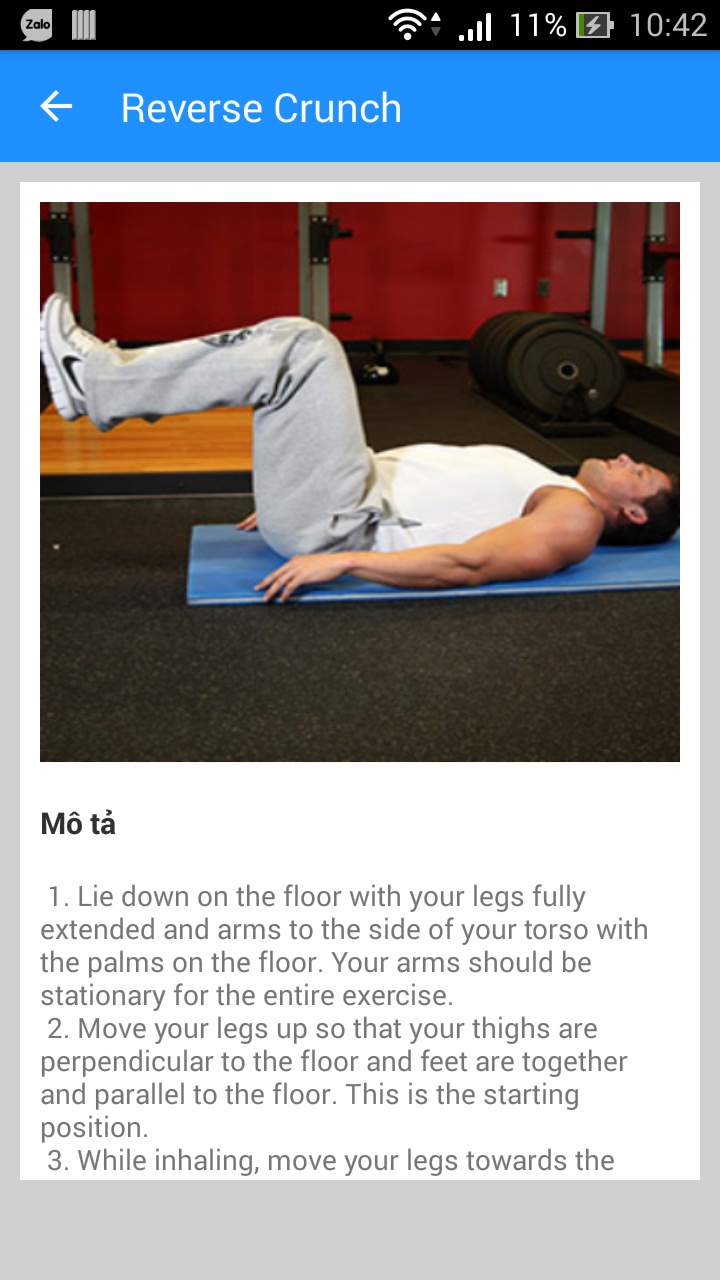 Zalo
11% 10:42
Reverse Crunch
Mô tả
1. Lie down on the floor with your legs fully
extended and arms to the side of your torso with
the palms on the floor. Your arms should be
stationary for the entire exercise.
2. Move your legs up so that your thighs are
perpendicular to the floor and feet are together
and parallel to the floor. This is the starting
position.
3. While inhaling, move your legs towards the